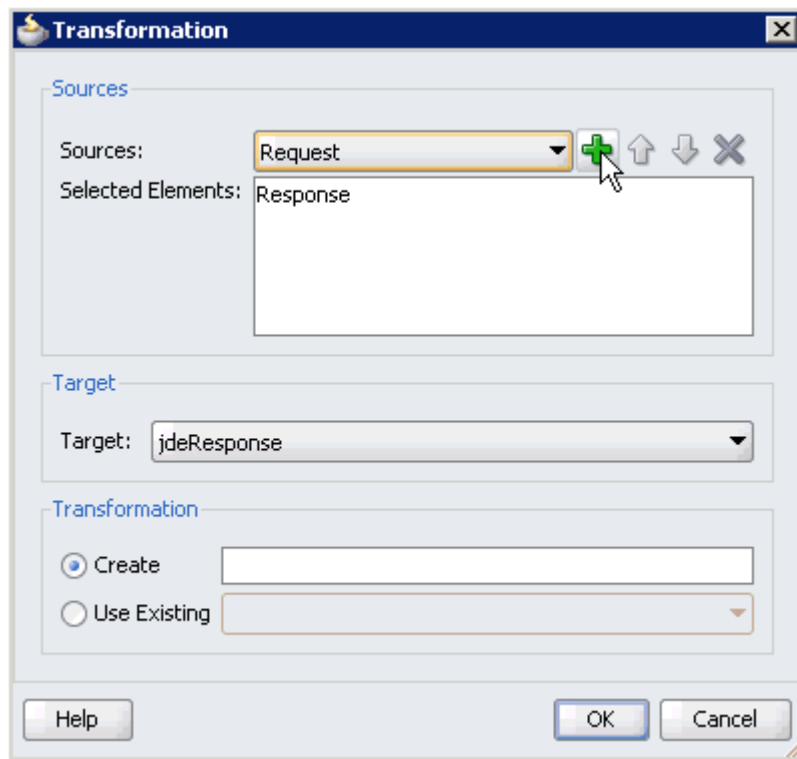 Transformation
Sources
Sources:
Request
Selected Elements:
Response
Target
Target:
jdeResponse
Transformation
Create
Use Existing
Help
OK
Cancel